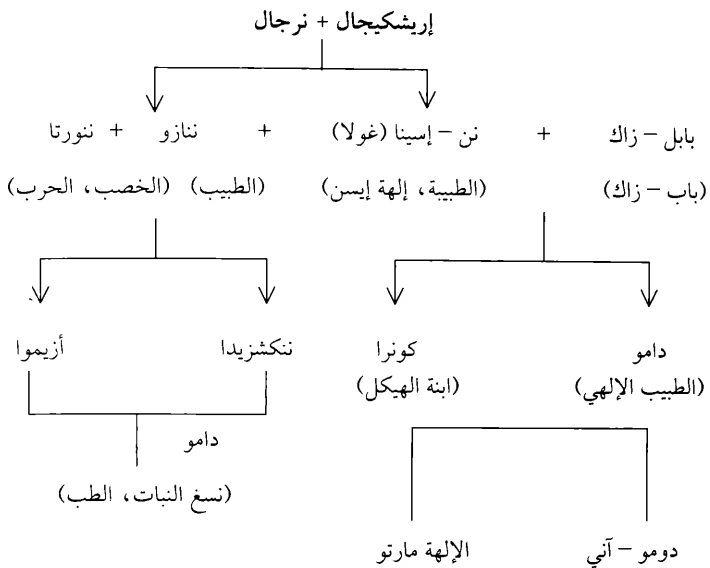 إريشكيجال + نرجال
بابل – زاك + نن – إسينا (غولا) + ننازو + ننورتا
(باب – زاك) (الطبيبة، إلهة إيسن) (الطبيب) (الخصب، الحرب)
دامو كونرا ننكشزيدا أزيموا
(الطبيب الإلهي) (ابنة الهيكل)
دامو
(نسغ النبات، الطب)
دومو – آني الإلهة مارتو